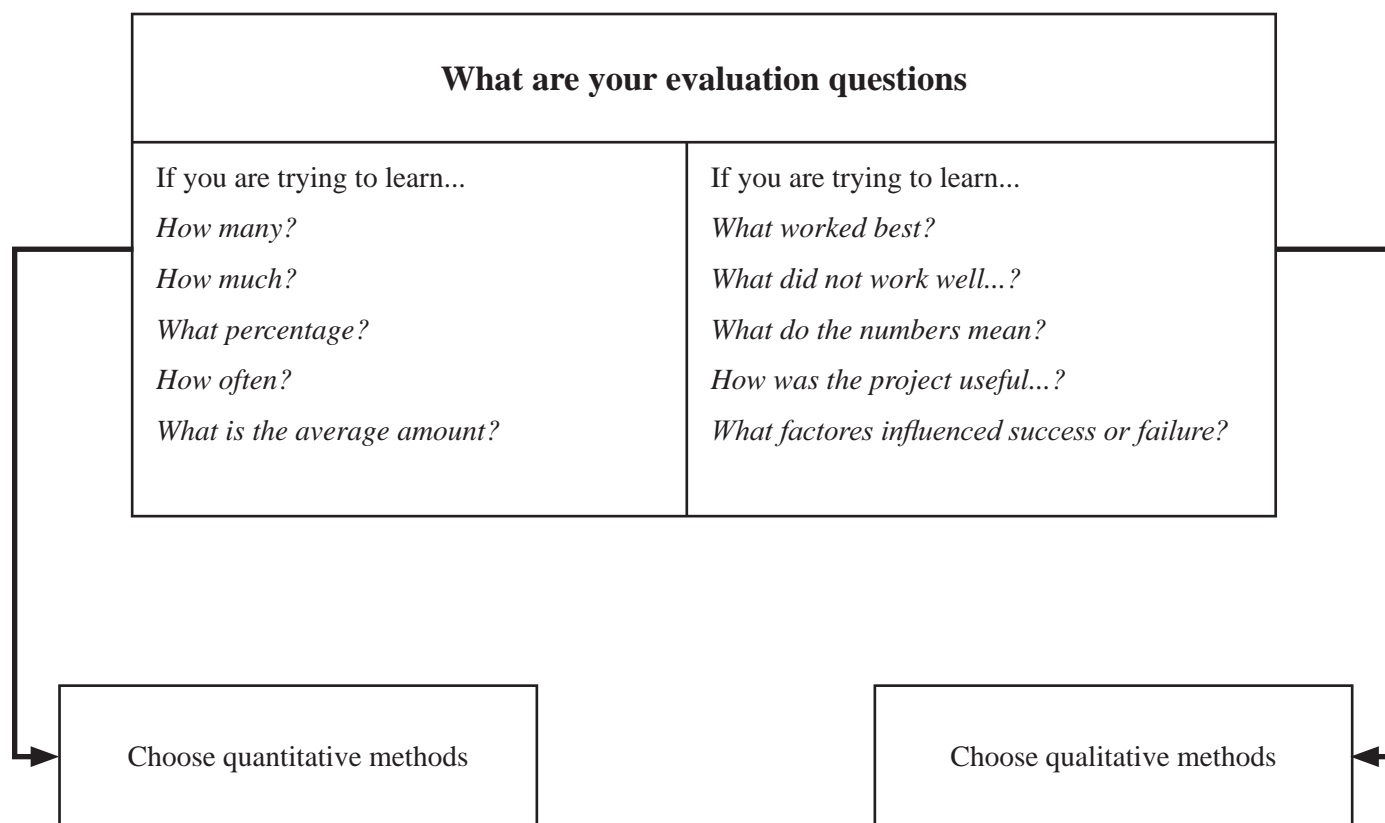 What are your evaluation questions
If you are trying to learn...
How many?
How much?
What percentage?
How often?
What is the average amount?
If you are trying to learn...
What worked best?
What did not work well...?
What do the numbers mean?
How was the project useful...?
What factores influenced success or failure?
Choose quantitative methods
Choose qualitative methods